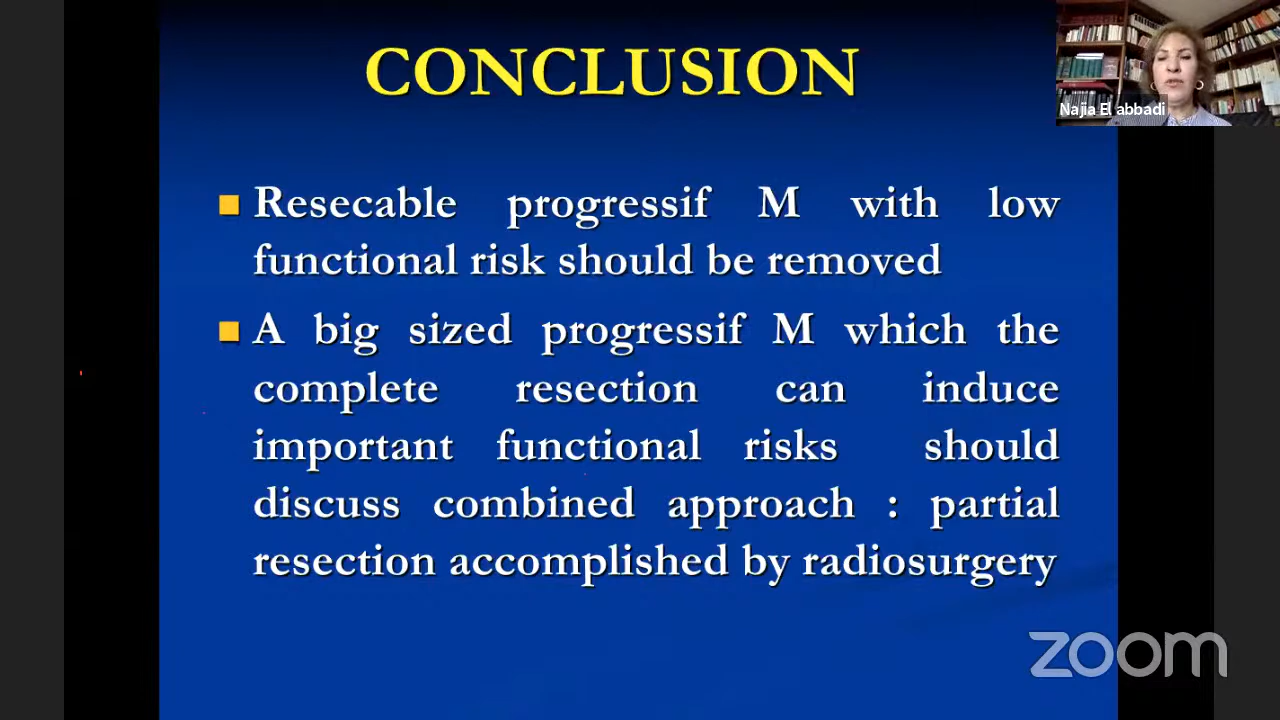 CONCLUSION
Najia El abbadi
Resecable progressif M with low
functional risk should be removed
A big sized progressif M which the
complete resection can induce
important functional risks should
discuss combined approach : partial
resection accomplished by radiosurgery
zoom